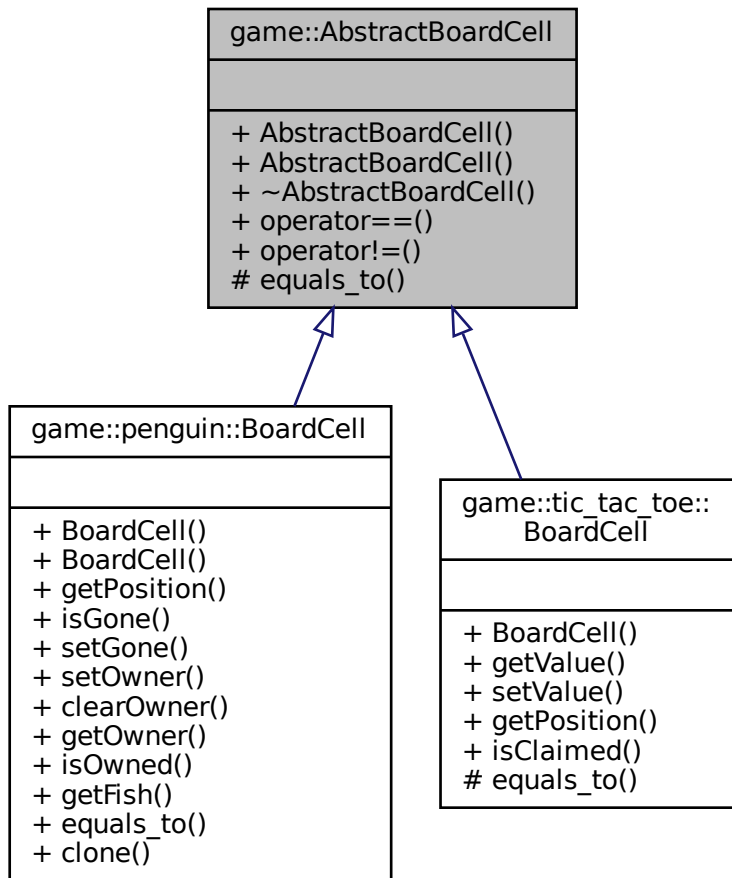 game::AbstractBoardCell
+ AbstractBoardCell()
+ AbstractBoardCell()
+ ~AbstractBoardCell()
+ operator==()
+ operator!=()
# equals_to()
game::penguin::BoardCell
+ BoardCell()
+ BoardCell()
+ getPosition()
+ isGone()
+ setGone()
+ setOwner()
+ clearOwner()
+ getOwner()
+ isOwned()
+ getFish()
+ equals_to()
+ clone()
game::tic_tac_toe::
BoardCell
+ BoardCell()
+ getValue()
+ setValue()
+ getPosition()
+ isClaimed()
# equals_to()